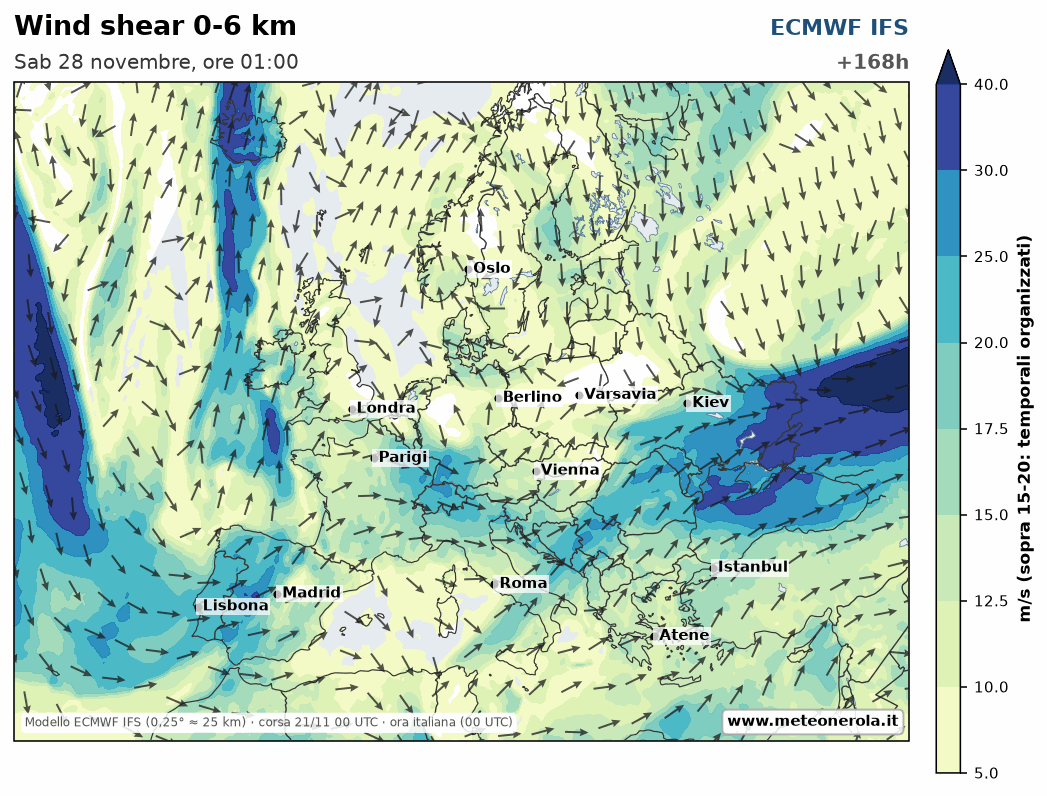 Wind shear 0-6 km
ECMWF IFS
Sab 28 novembre, ore 01:00
+168h
40.0
30.0
25.0
20.0
17.5
15.0
12.5
10.0
5.0
m/s (sopra 15-20: temporali organizzati)
Oslo
Berlino
Varsavia
Londra
Kiev
Parigi
Vienna
Istanbul
Roma
Madrid
Lisbona
Atene
Modello ECMWF IFS (0,25° ≈ 25 km) · corsa 21/11 00 UTC · ora italiana (00 UTC)
www.meteonerola.it